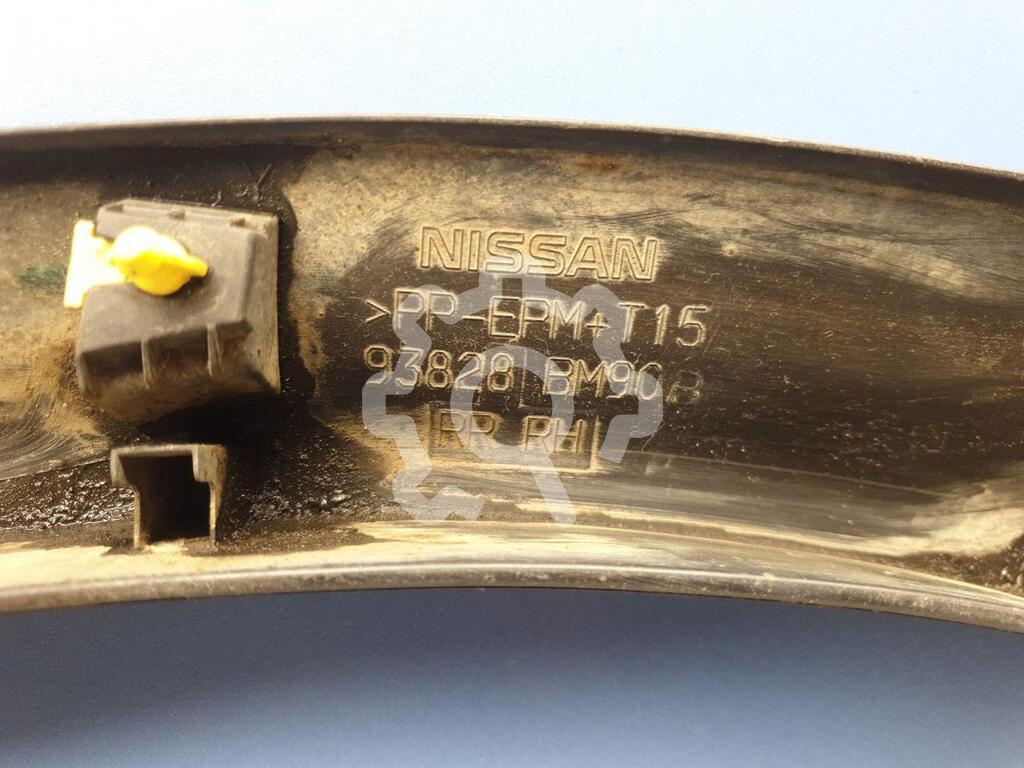 NISSAN
>PP-EPM+T15
93828 BM90B
RR RH